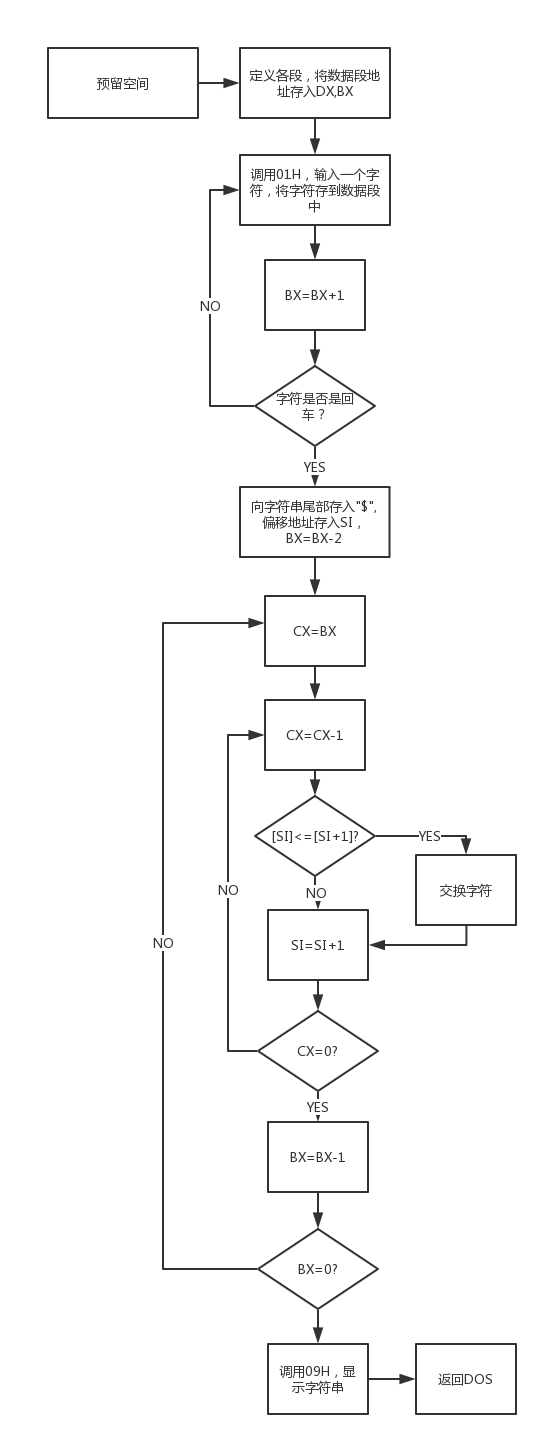 预留空间
定义各段，将数据段地
址存入DX,BX
调用01H，输入一个字
符，将字符存到数据段
中
BX=BX+1
NO
字符是否是回
车？
YES
向字符串尾部存入"$",
偏移地址存入SI，
BX=BX-2
CX=BX
CX=CX-1
[SI]<=[SI+1]?
YES
交换字符
NO
NO
SI=SI+1
NO
CX=0?
YES
BX=BX-1
BX=0?
调用09H，显
示字符串
返回DOS